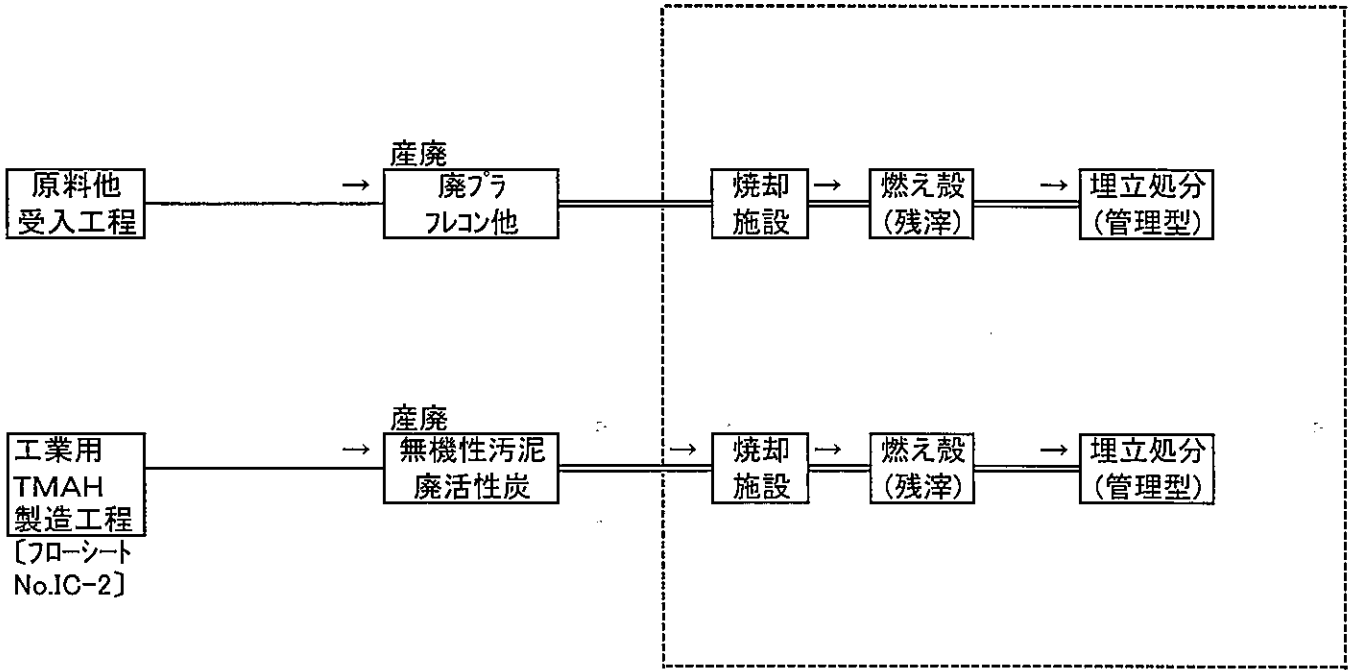 産廃
原料他
受入工程
→
廃プラ
フレコン他
焼却
施設
→
燃え殻
(残滓)
→
埋立処分
(管理型)
産廃
工業用
TMAH
製造工程
〔フローシート
No.IC-2〕
→
無機性汚泥
廃活性炭
→
焼却
施設
→
燃え殻
(残滓)
→
埋立処分
(管理型)